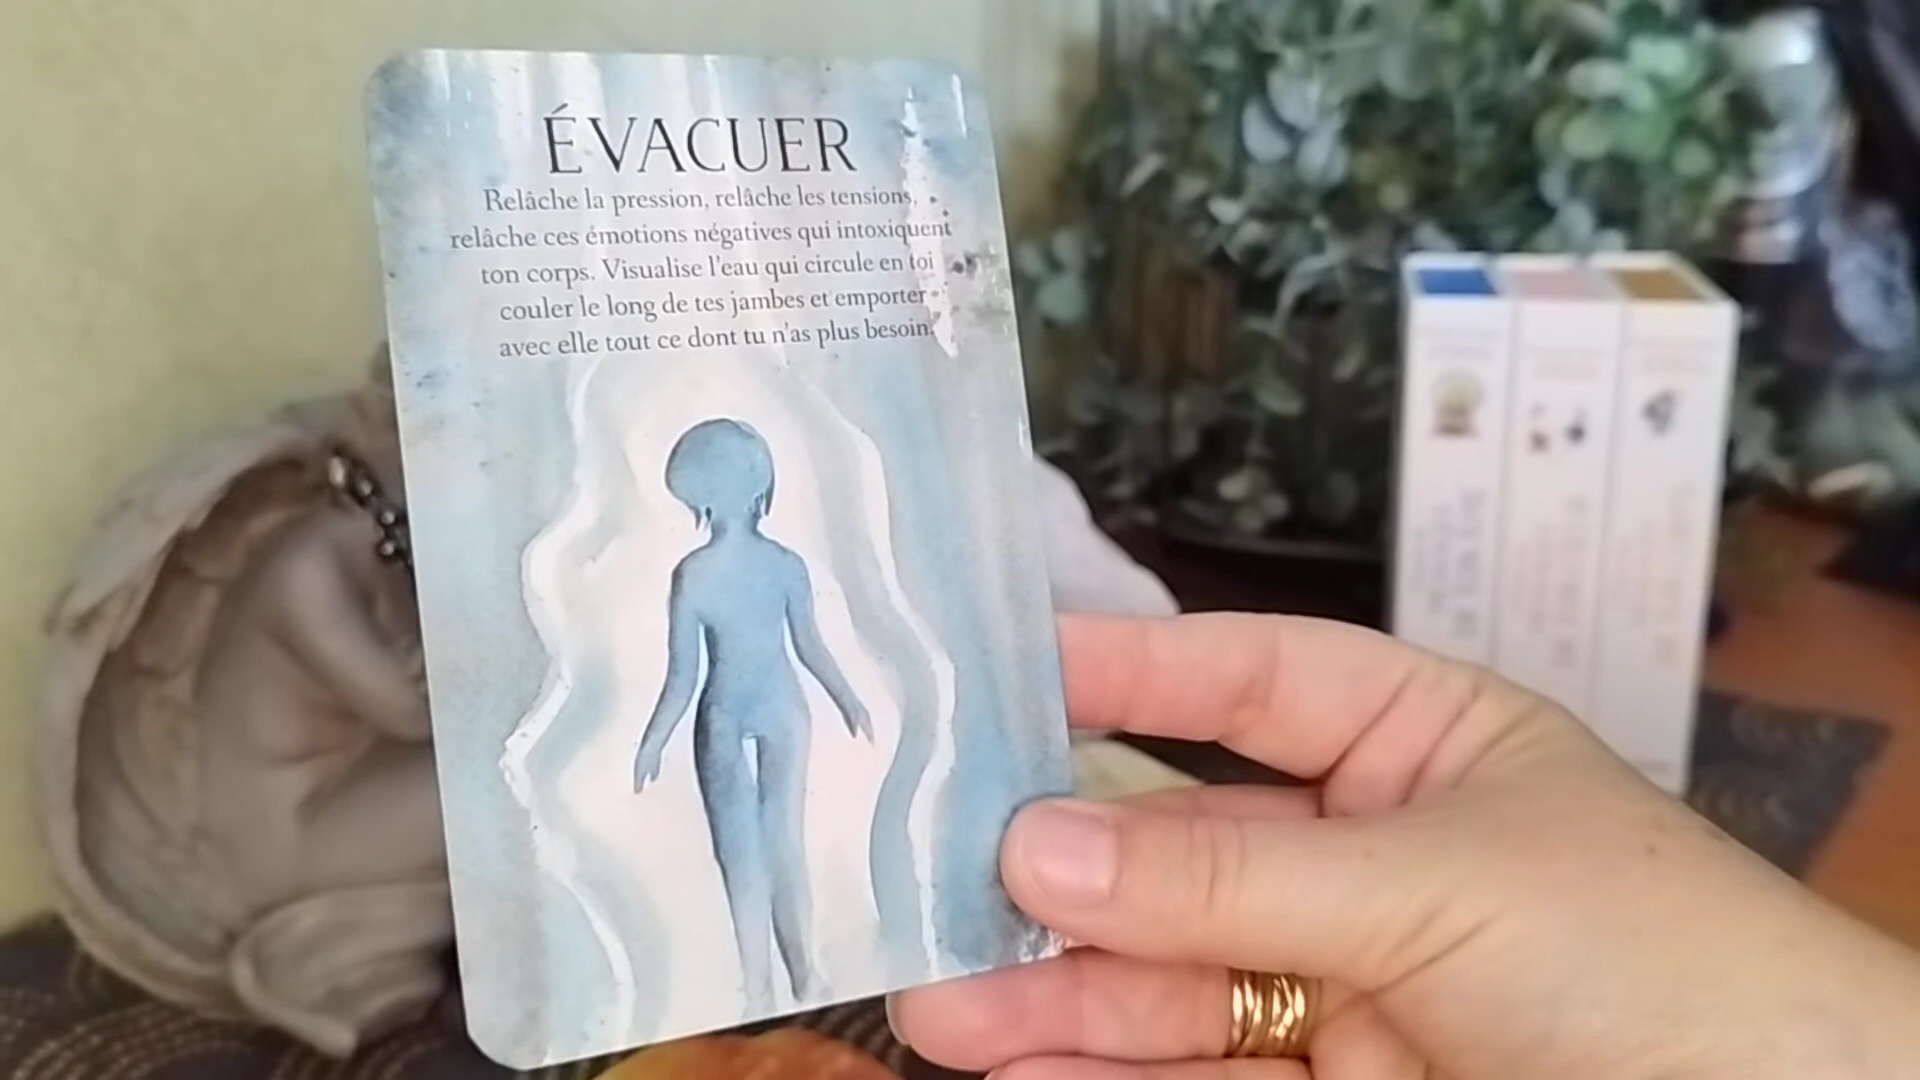 ÉVACUER
Relâche la pression, relâche les tensions,
relâche ces émotions négatives qui intoxiquent
ton corps. Visualise l'eau qui circule en toi
couler le long de tes jambes et emporter
avec elle tout ce dont tu n'as plus besoin.